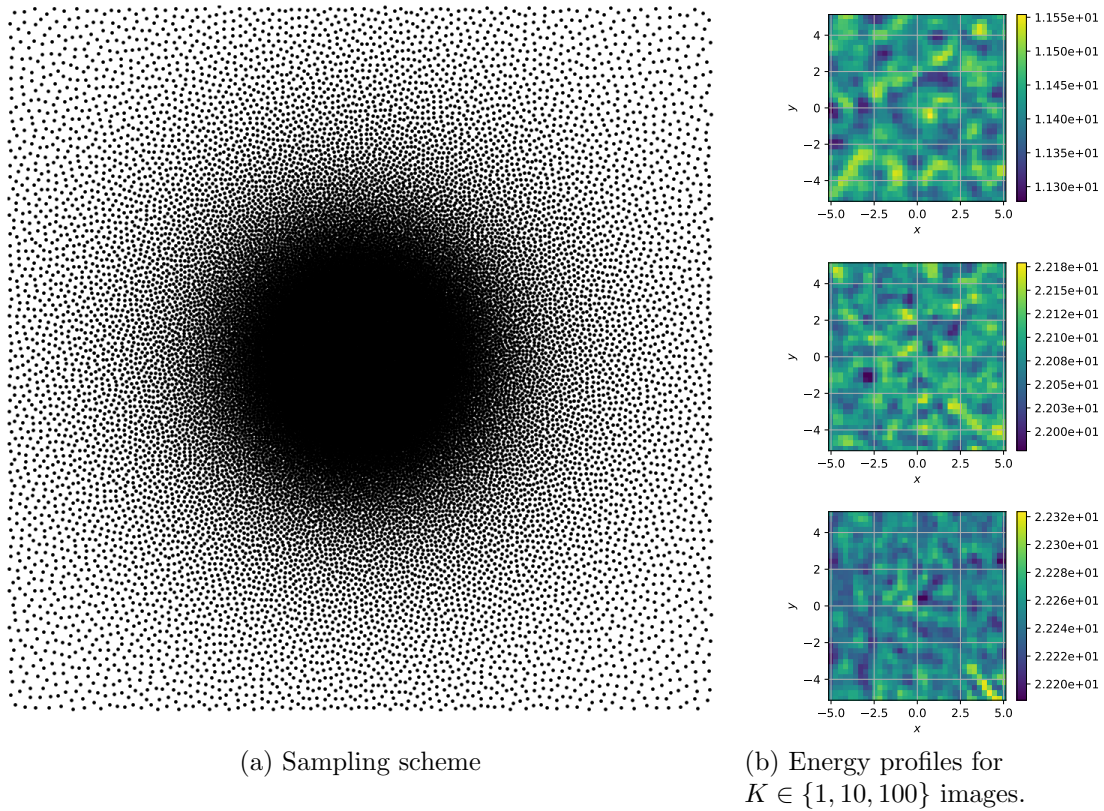 1.155e+01
4
1.150e+01
2
1.145e+01
y
0
1.140e+01
−2
1.135e+01
−4
1.130e+01
−5.0 −2.5 0.0 2.5 5.0
x
2.218e+01
4
2.215e+01
2
2.212e+01
2.210e+01
y
0
2.208e+01
−2
2.205e+01
2.203e+01
−4
2.200e+01
−5.0 −2.5 0.0 2.5 5.0
x
2.232e+01
4
2.230e+01
2
2.228e+01
y
0
2.225e+01
−2
2.222e+01
−4
2.220e+01
−5.0 −2.5 0.0 2.5 5.0
x
(a) Sampling scheme
(b) Energy profiles for
K ∈ {1, 10, 100} images.